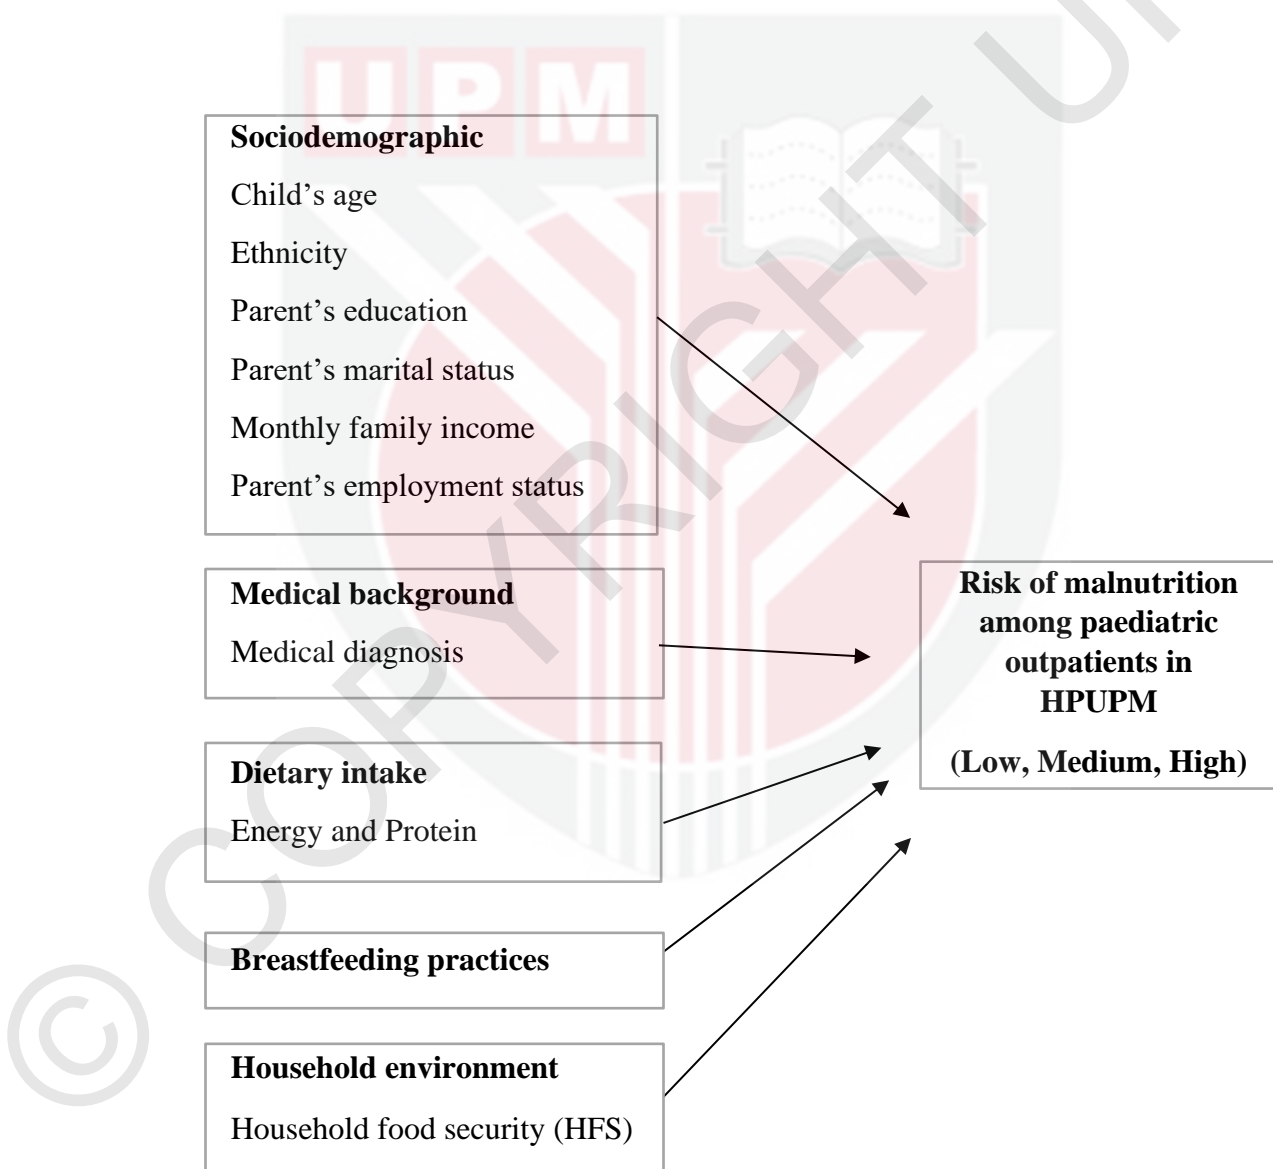 UPM
Sociodemographic
Child’s age
Ethnicity
Parent’s education
Parent’s marital status
Monthly family income
Parent’s employment status
Medical background
Medical diagnosis
Dietary intake
Energy and Protein
Breastfeeding practices
Household environment
Household food security (HFS)
Risk of malnutrition
among paediatric
outpatients in
HPUPM
(Low, Medium, High)
© COPYRIGHT